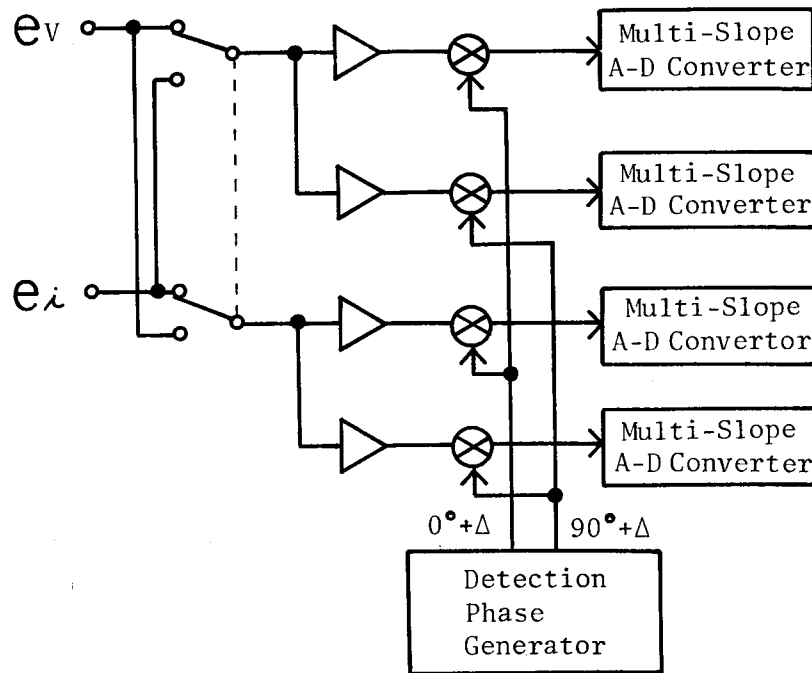 ev
Multi-Slope
A-D Converter
Multi-Slope
A-D Converter
ei
Multi-Slope
A-D Convertor
Multi-Slope
A-D Converter
0°+Δ
90°+Δ
Detection
Phase
Generator